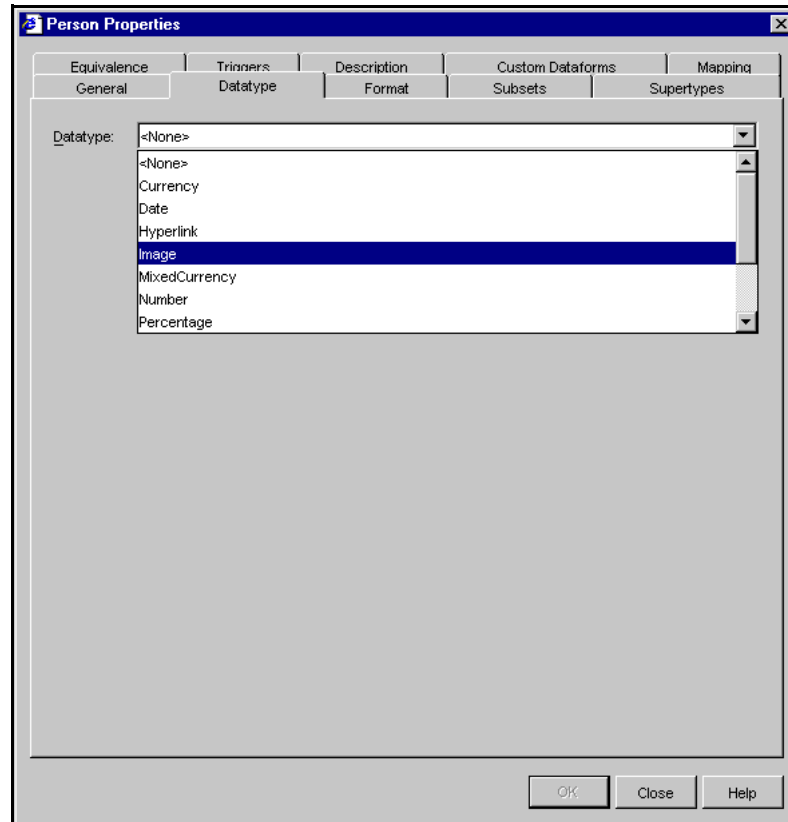 Person Properties
Equivalence Triggers Description Custom Dataforms Mapping
General Datatype Format Subsets Supertypes
Datatype: <None>
<None>
Currency
Date
Hyperlink
Image
MixedCurrency
Number
Percentage
OK Close Help